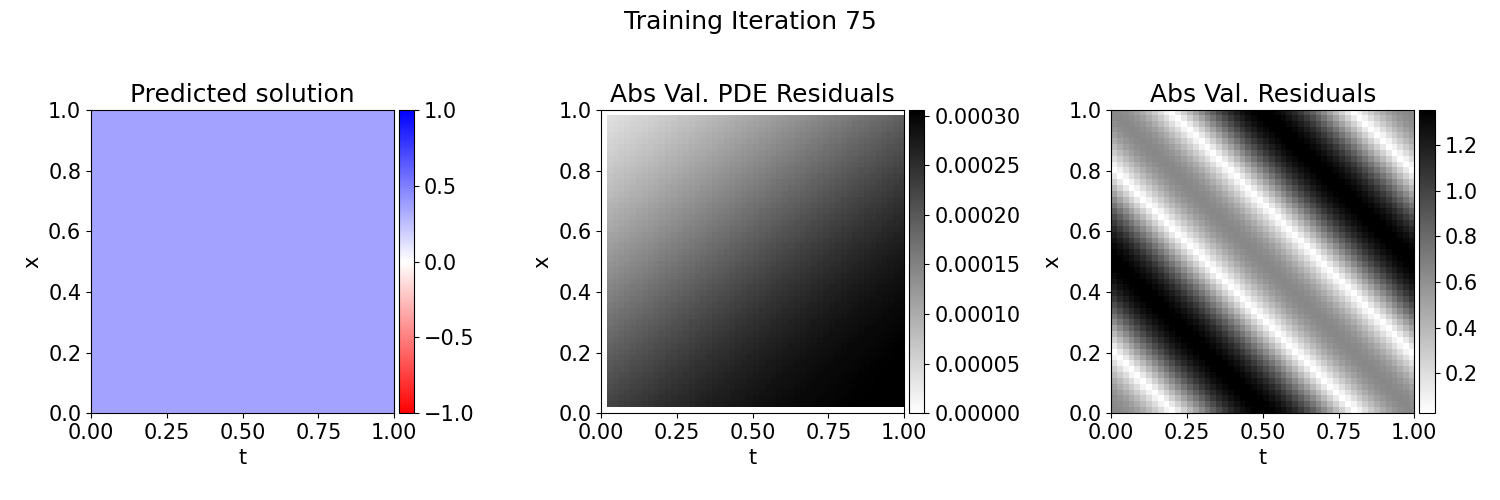 Training Iteration 75
Predicted solution
1.0
0.8
0.6
0.4
0.2
0.0
x
0.00 0.25 0.50 0.75 1.00
t
1.0
0.5
0.0
−0.5
−1.0
Abs Val. PDE Residuals
1.0
0.8
0.6
0.4
0.2
0.0
x
0.00 0.25 0.50 0.75 1.00
t
0.00030
0.00025
0.00020
0.00015
0.00010
0.00005
0.00000
Abs Val. Residuals
1.0
0.8
0.6
0.4
0.2
0.0
x
0.00 0.25 0.50 0.75 1.00
t
1.2
1.0
0.8
0.6
0.4
0.2